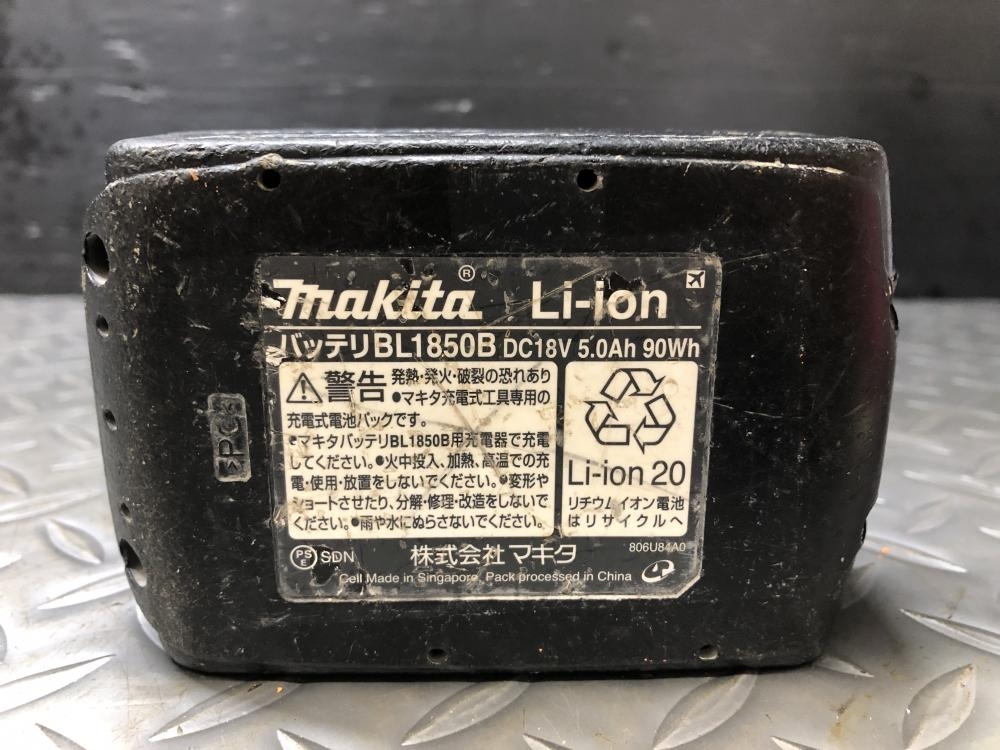 makita® Li-ion
バッテリBL1850B DC18V 5.0Ah 90Wh
警告 発熱・発火・破裂の恐れあり
●マキタ充電式工具専用の
充電式電池パックです。
●マキタバッテリBL1850B用充電器で充電
してください。●火中投入、加熱、高温での充
電・使用・放置をしないでください。●変形や
ショートさせたり、分解・修理・改造をしないで
ください。●雨や水にぬらさないでください。
Li-ion 20
リチウムイオン電池
はリサイクルへ
PSE SDN 株式会社マキタ 806U84A0
Cell Made in Singapore, Pack processed in China
>PC<